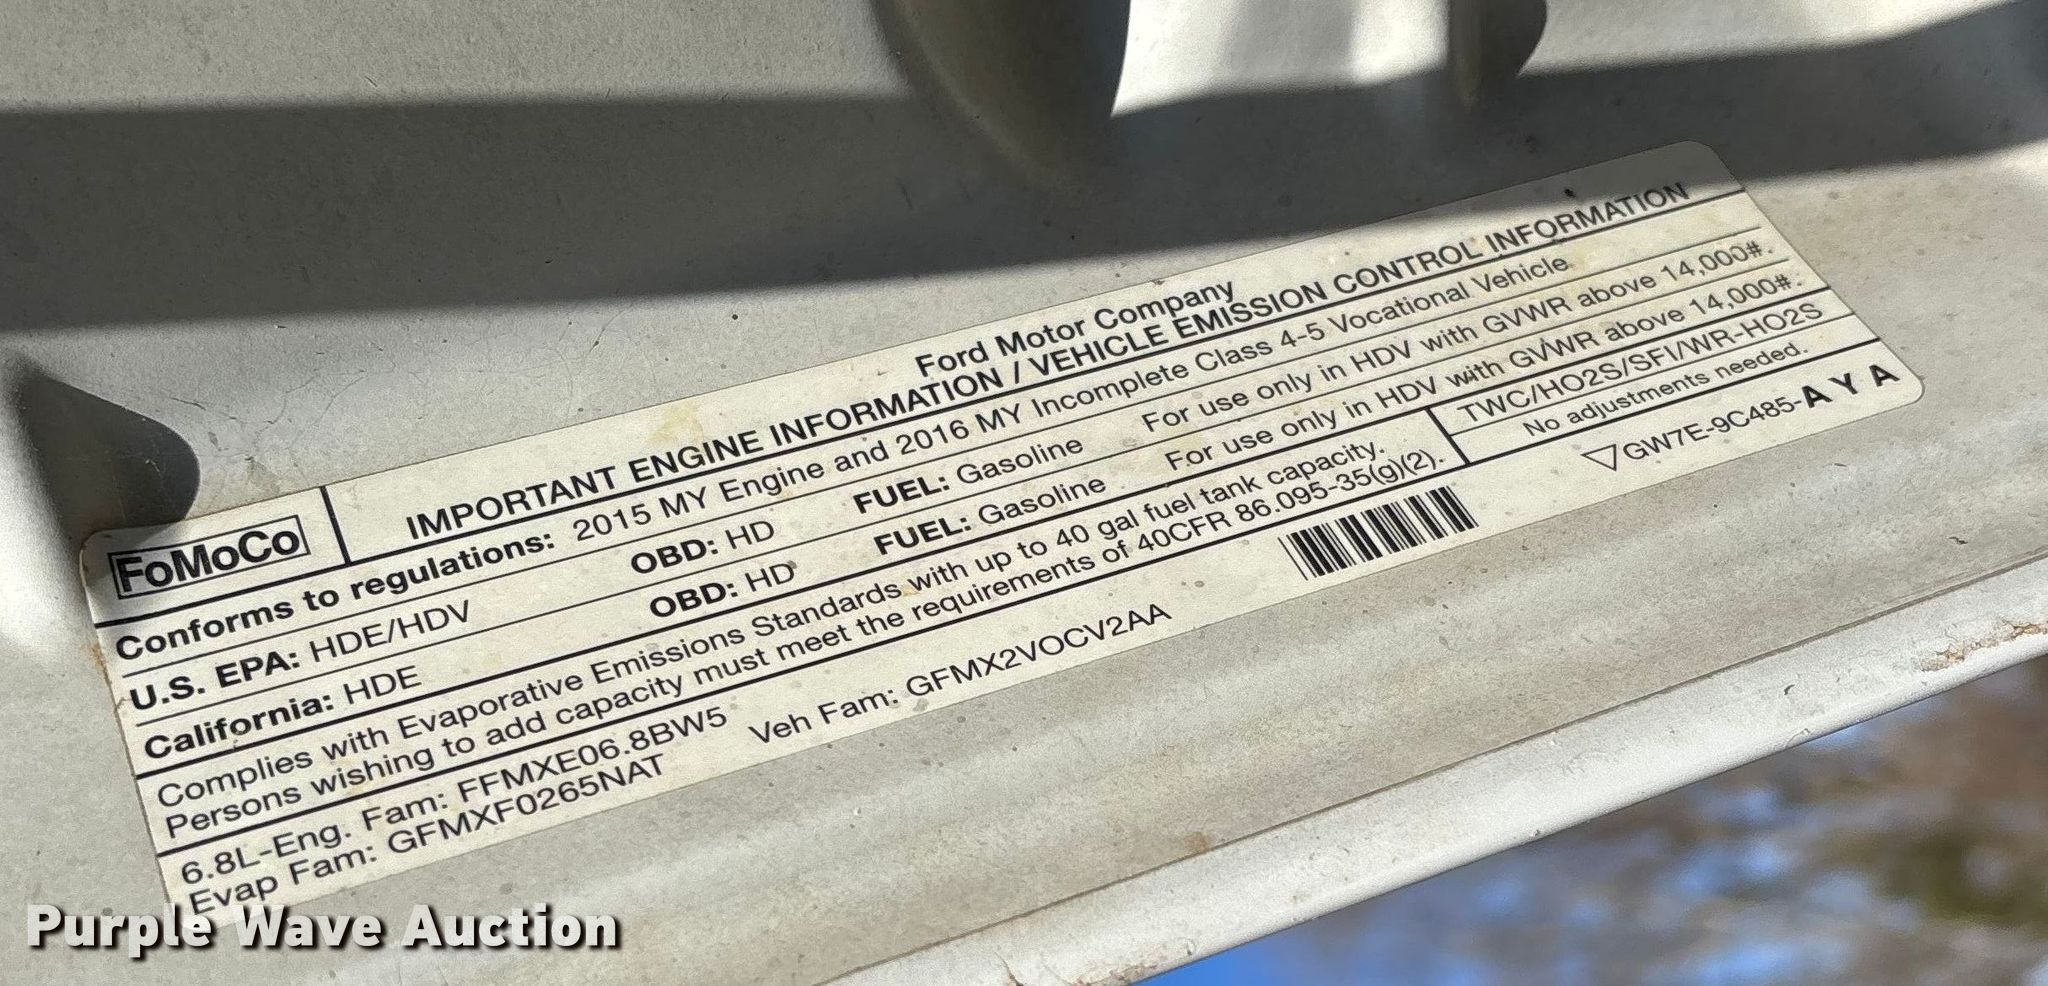 FoMoCo
Ford Motor Company
IMPORTANT ENGINE INFORMATION / VEHICLE EMISSION CONTROL INFORMATION
Conforms to regulations: 2015 MY Engine and 2016 MY Incomplete Class 4-5 Vocational Vehicle
U.S. EPA: HDE/HDV OBD: HD FUEL: Gasoline For use only in HDV with GVWR above 14,000#.
California: HDE OBD: HD FUEL: Gasoline For use only in HDV with GVWR above 14,000#.
Complies with Evaporative Emissions Standards with up to 40 gal fuel tank capacity.
Persons wishing to add capacity must meet the requirements of 40CFR 86.095-35(g)(2).
TWC/HO2S/SFI/WR-HO2S
No adjustments needed.
6.8L-Eng. Fam: FFMXE06.8BW5 Veh Fam: GFMX2VOCV2AA
Evap Fam: GFMXF0265NAT
▽GW7E-9C485-A Y A
Purple Wave Auction